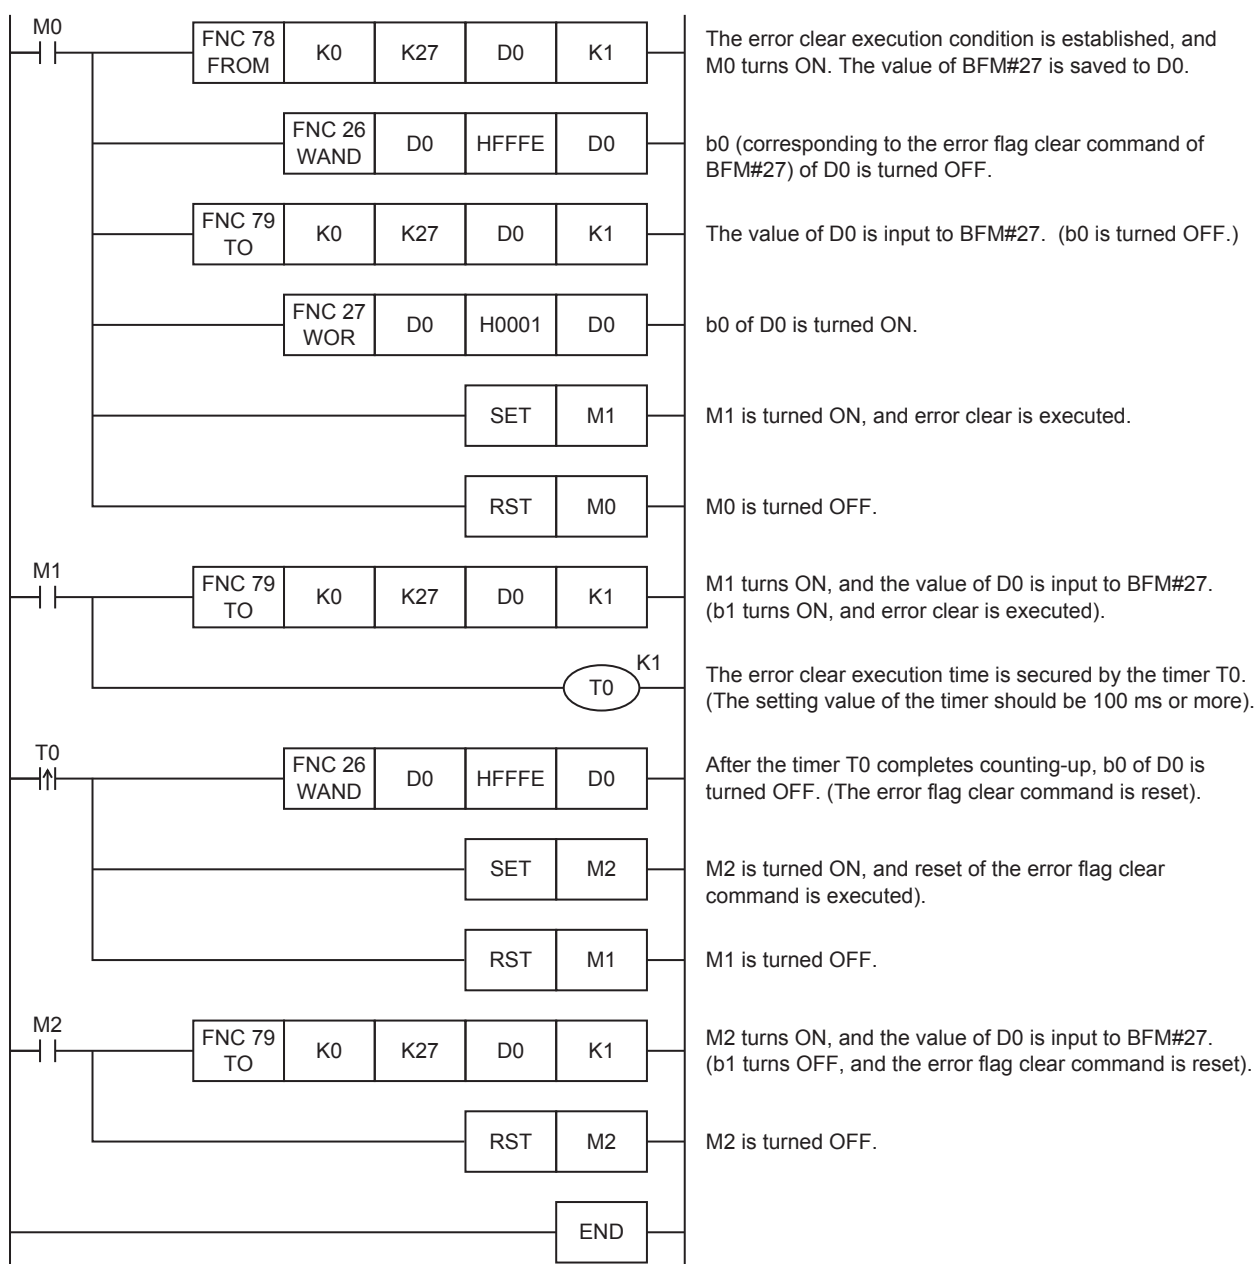 M0
FNC 78
FROM
K0
K27
D0
K1
The error clear execution condition is established, and
M0 turns ON. The value of BFM#27 is saved to D0.
FNC 26
WAND
D0
HFFFE
D0
b0 (corresponding to the error flag clear command of
BFM#27) of D0 is turned OFF.
FNC 79
TO
K0
K27
D0
K1
The value of D0 is input to BFM#27. (b0 is turned OFF.)
FNC 27
WOR
D0
H0001
D0
b0 of D0 is turned ON.
SET
M1
M1 is turned ON, and error clear is executed.
RST
M0
M0 is turned OFF.
M1
FNC 79
TO
K0
K27
D0
K1
M1 turns ON, and the value of D0 is input to BFM#27.
(b1 turns ON, and error clear is executed).
T0
K1
The error clear execution time is secured by the timer T0.
(The setting value of the timer should be 100 ms or more).
T0
FNC 26
WAND
D0
HFFFE
D0
After the timer T0 completes counting-up, b0 of D0 is
turned OFF. (The error flag clear command is reset).
SET
M2
M2 is turned ON, and reset of the error flag clear
command is executed).
RST
M1
M1 is turned OFF.
M2
FNC 79
TO
K0
K27
D0
K1
M2 turns ON, and the value of D0 is input to BFM#27.
(b1 turns OFF, and the error flag clear command is reset).
RST
M2
M2 is turned OFF.
END